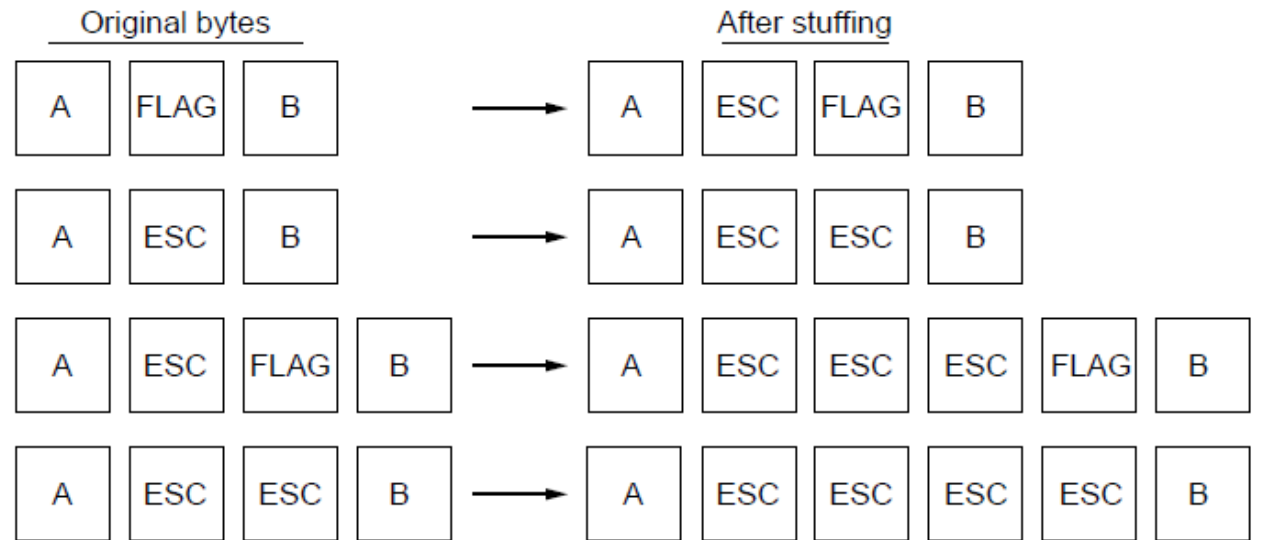 Original bytes After stuffing
A FLAG B A ESC FLAG B
A ESC B A ESC ESC B
A ESC FLAG B A ESC ESC ESC FLAG B
A ESC ESC B A ESC ESC ESC ESC B